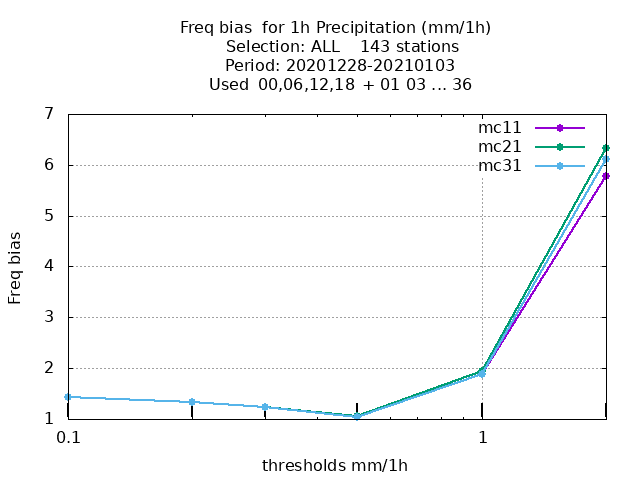 Freq bias  for 1h Precipitation (mm/1h)
Selection: ALL    143 stations
Period: 20201228-20210103
Used  00,06,12,18  + 01 03 ... 36
7
6
5
4
3
2
1
Freq bias
mc11
mc21
mc31
0.1
1
thresholds mm/1h